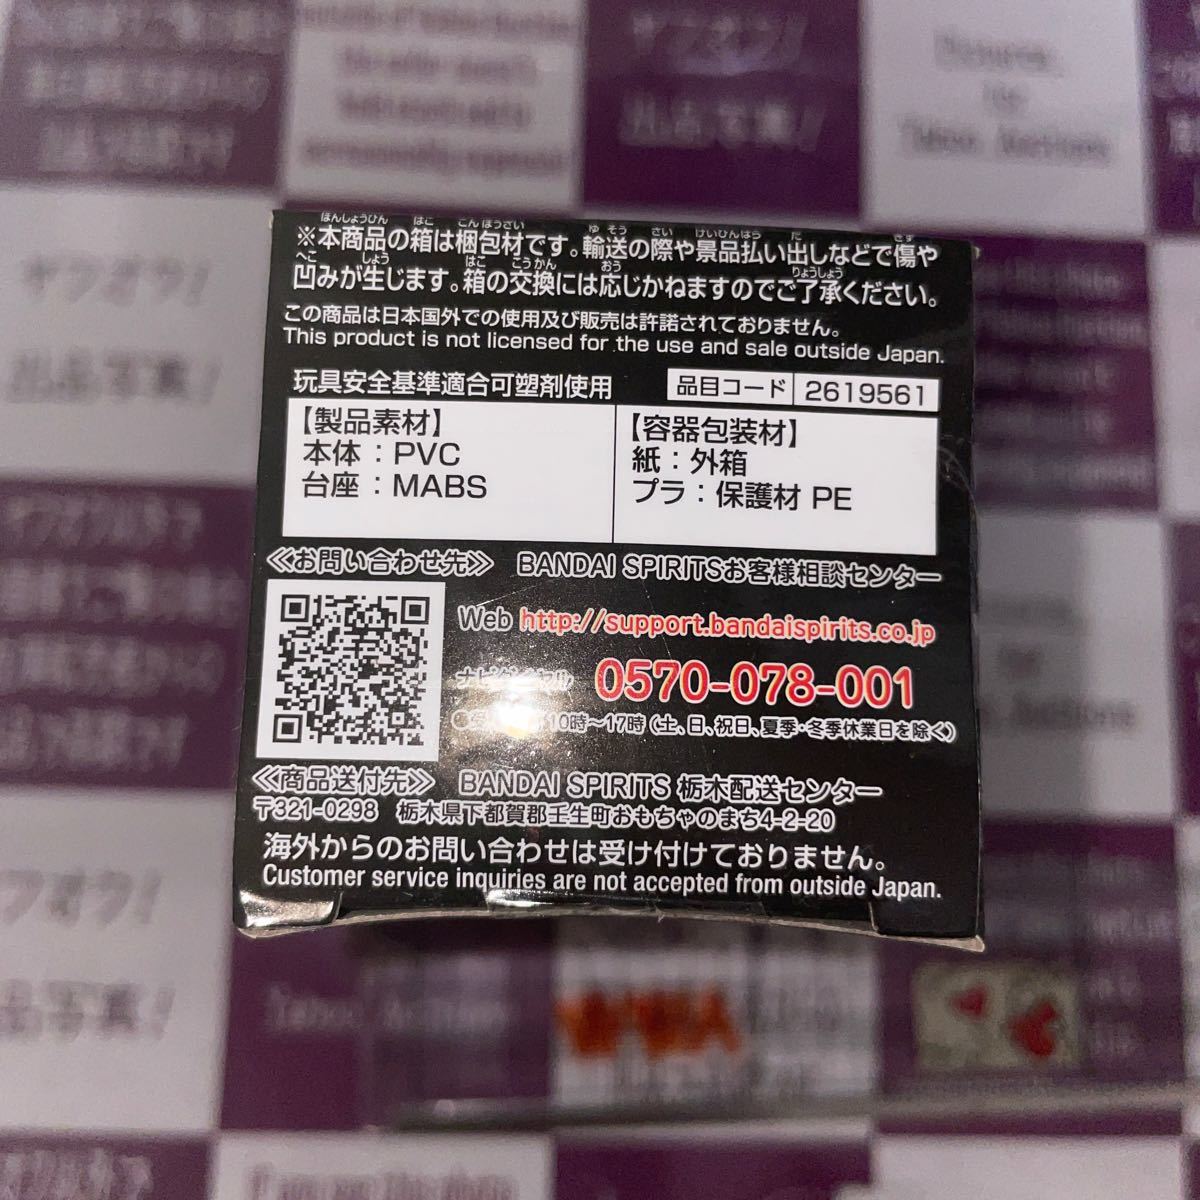 ※本商品の箱は梱包材です。輸送の際や景品払い出しなどで傷や
凹みが生じます。箱の交換には応じかねますのでご了承ください。
この商品は日本国外での使用及び販売は許諾されておりません。
This product is not licensed for the use and sale outside Japan.
玩具安全基準適合可塑剤使用
品目コード 2619561
【製品素材】
本体：PVC
台座：MABS
【容器包装材】
紙：外箱
プラ：保護材 PE
≪お問い合わせ先≫ BANDAI SPIRITSお客様相談センター
Web http://support.bandaispirits.co.jp
0570-078-001
10時〜17時（土、日、祝日、夏季・冬季休業日を除く）
≪商品送付先≫ BANDAI SPIRITS 栃木配送センター
〒321-0298 栃木県下都賀郡壬生町おもちゃのまち4-2-20
海外からのお問い合わせは受け付けておりません。
Customer service inquiries are not accepted from outside Japan.